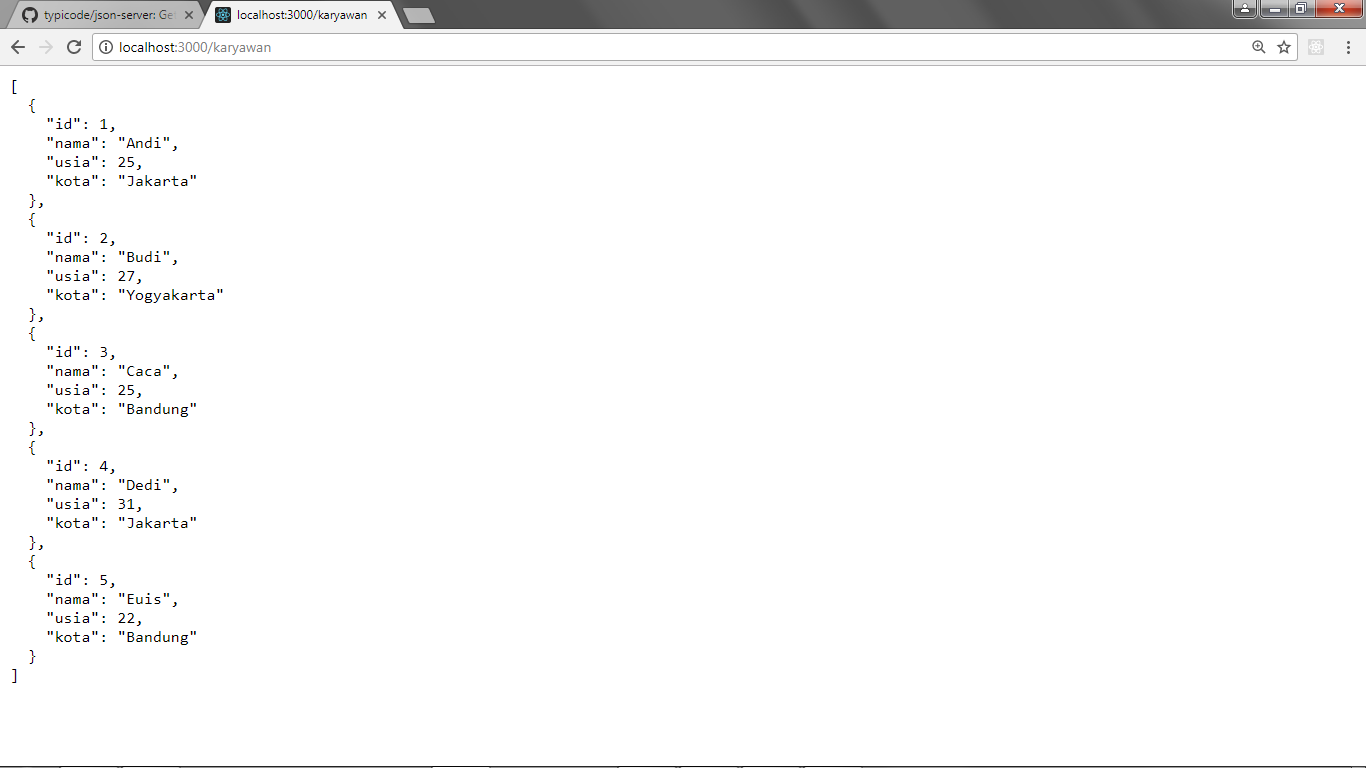 typicode/json-server: Get
localhost:3000/karyawan
localhost:3000/karyawan
[
  {
    "id": 1,
    "nama": "Andi",
    "usia": 25,
    "kota": "Jakarta"
  },
  {
    "id": 2,
    "nama": "Budi",
    "usia": 27,
    "kota": "Yogyakarta"
  },
  {
    "id": 3,
    "nama": "Caca",
    "usia": 25,
    "kota": "Bandung"
  },
  {
    "id": 4,
    "nama": "Dedi",
    "usia": 31,
    "kota": "Jakarta"
  },
  {
    "id": 5,
    "nama": "Euis",
    "usia": 22,
    "kota": "Bandung"
  }
]